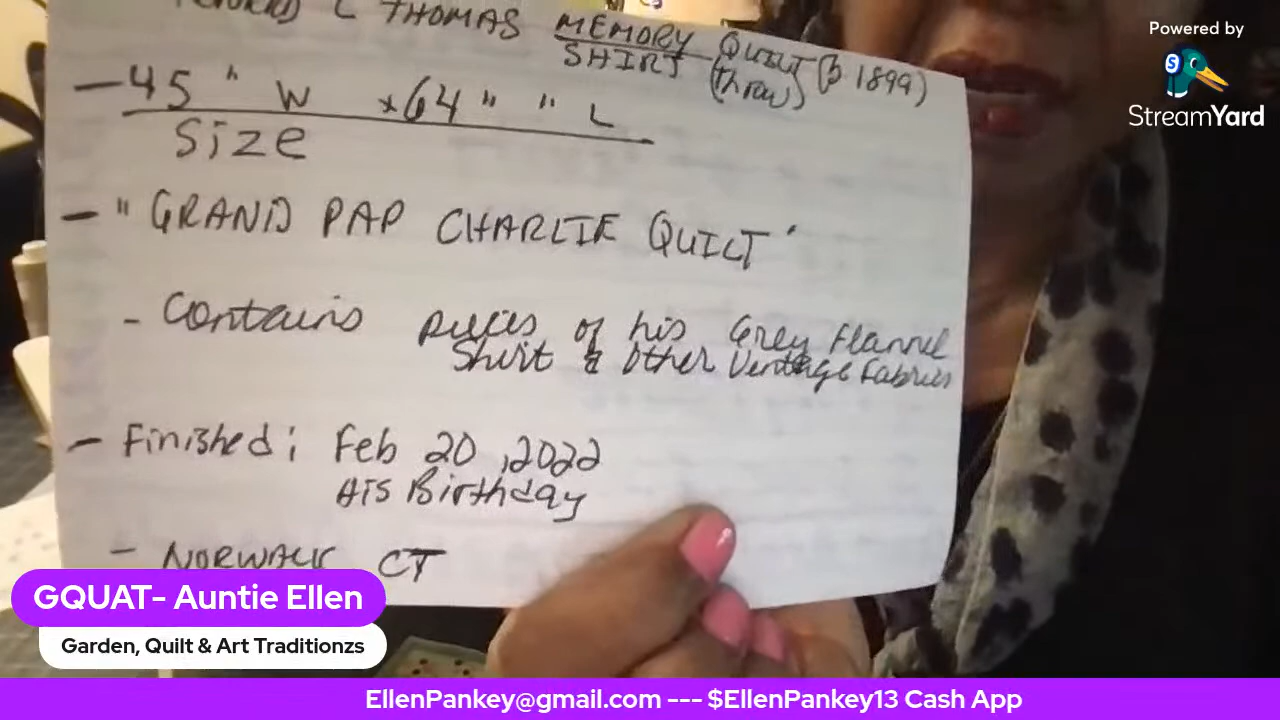 L THOMAS MEMORY QUILT (B 1899)
SHIRT (throw)
- 45 " W x 64 " " L
Size
- " GRAND PAP CHARLIE QUILT "
- Contains pieces of his Grey Flannel
Shirt & other Ventage Fabrics
- Finished; Feb 20, 2022
HIS Birthday
- NORWALK CT
GQUAT- Auntie Ellen
Garden, Quilt & Art Traditionzs
EllenPankey@gmail.com --- $EllenPankey13 Cash App
Powered by
StreamYard